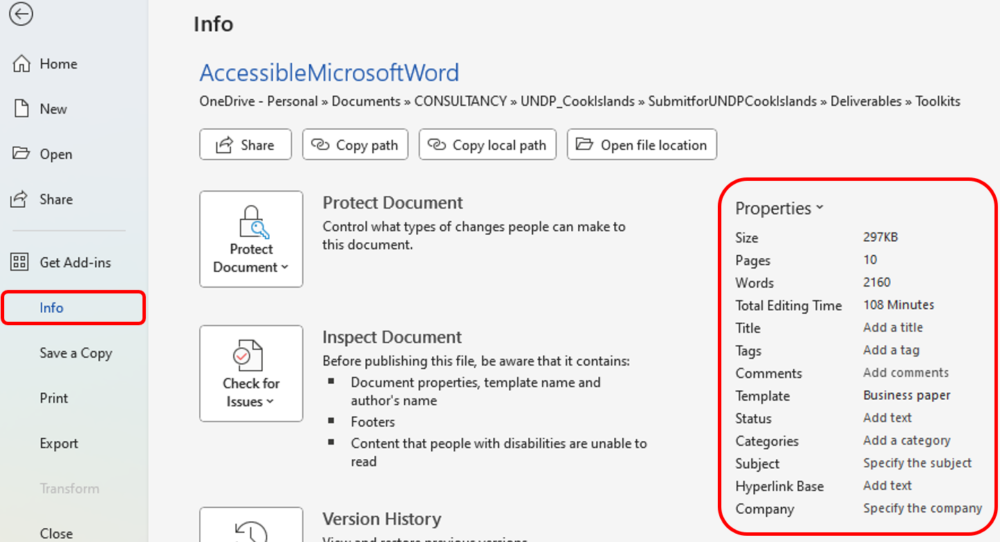 Info
Home
New
Open
Share
Get Add-ins
Info
Save a Copy
Print
Export
Transform
Close
AccessibleMicrosoftWord
OneDrive - Personal » Documents » CONSULTANCY » UNDP_CookIslands » SubmitforUNDPCookIslands » Deliverables » Toolkits
Share
Copy path
Copy local path
Open file location
Protect
Document
Protect Document
Control what types of changes people can make to
this document.
Check for
Issues
Inspect Document
Before publishing this file, be aware that it contains:
Document properties, template name and
author's name
Footers
Content that people with disabilities are unable to
read
Version History
View and restore previous versions
Properties
Size 297KB
Pages 10
Words 2160
Total Editing Time 108 Minutes
Title Add a title
Tags Add a tag
Comments Add comments
Template Business paper
Status Add text
Categories Add a category
Subject Specify the subject
Hyperlink Base Add text
Company Specify the company